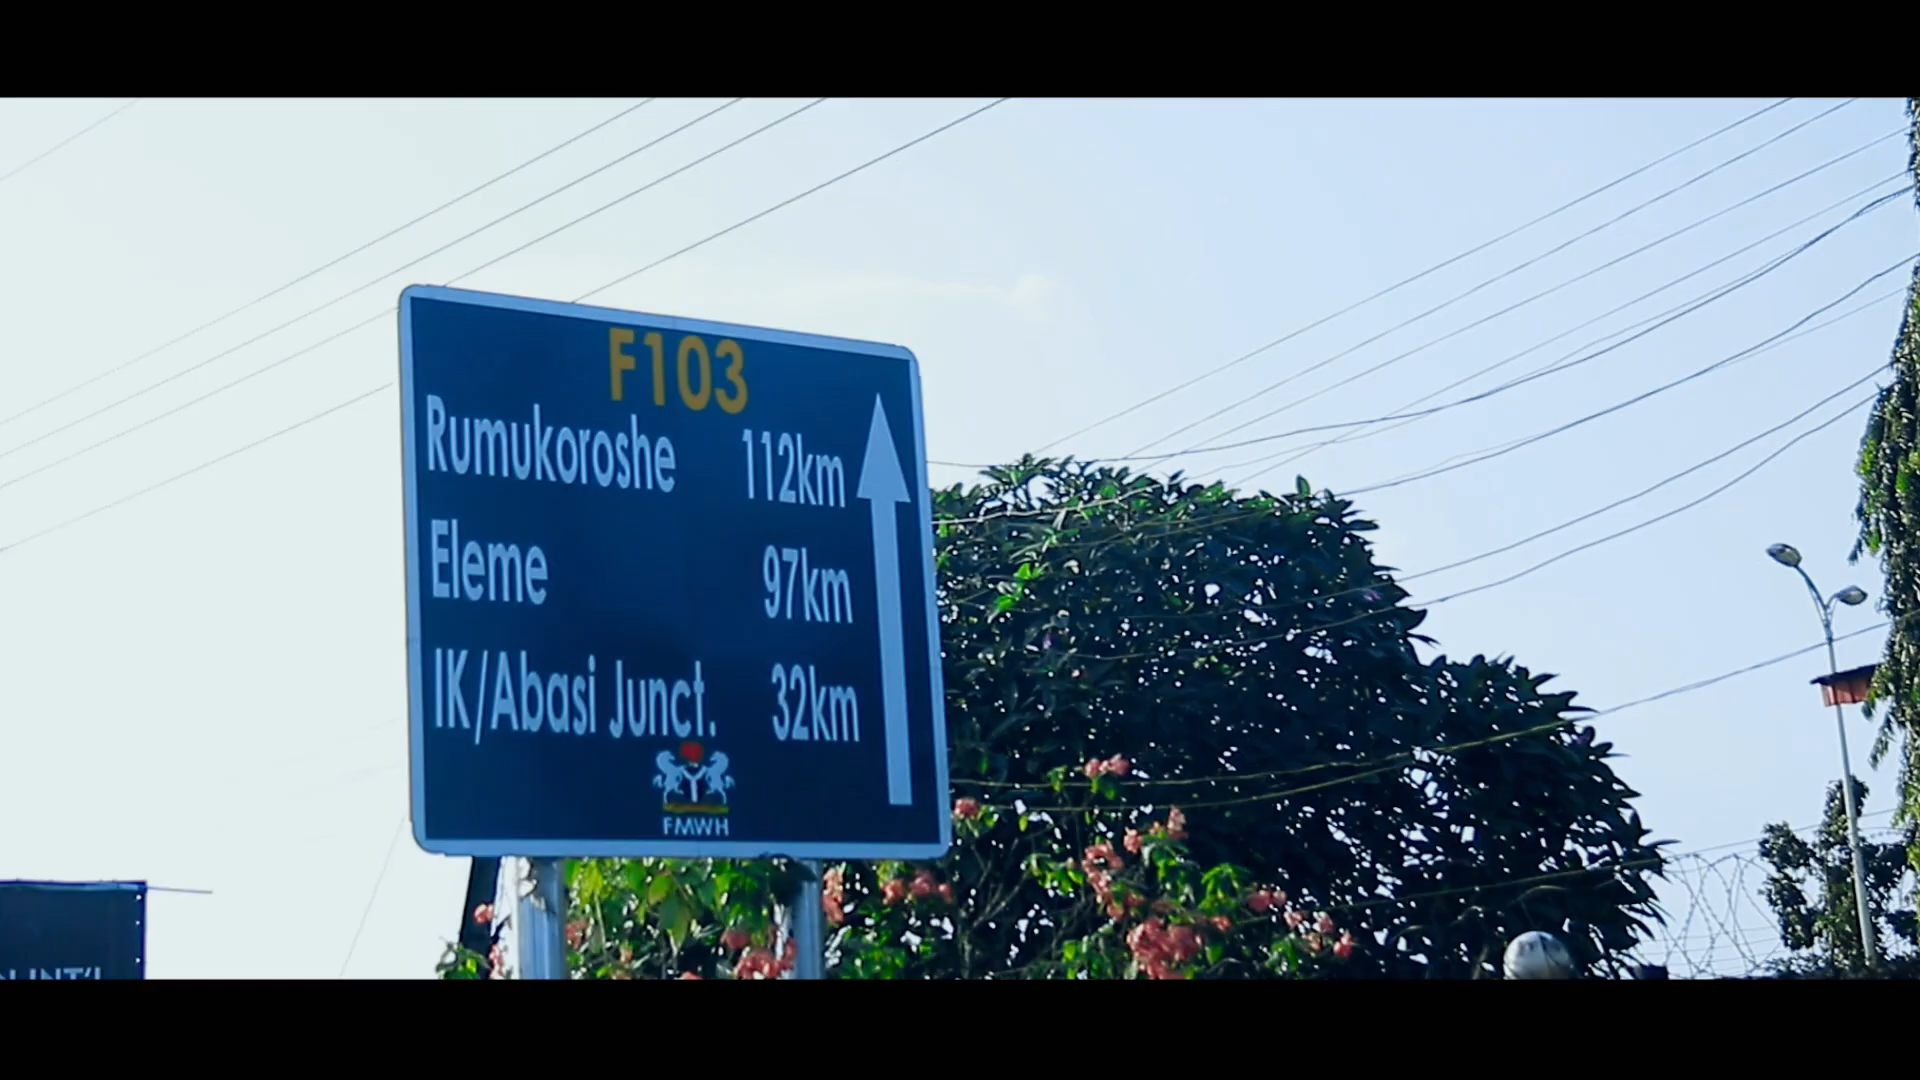 F103
Rumukoroshe 112km
Eleme 97km
IK/Abasi Junct. 32km
FMWH